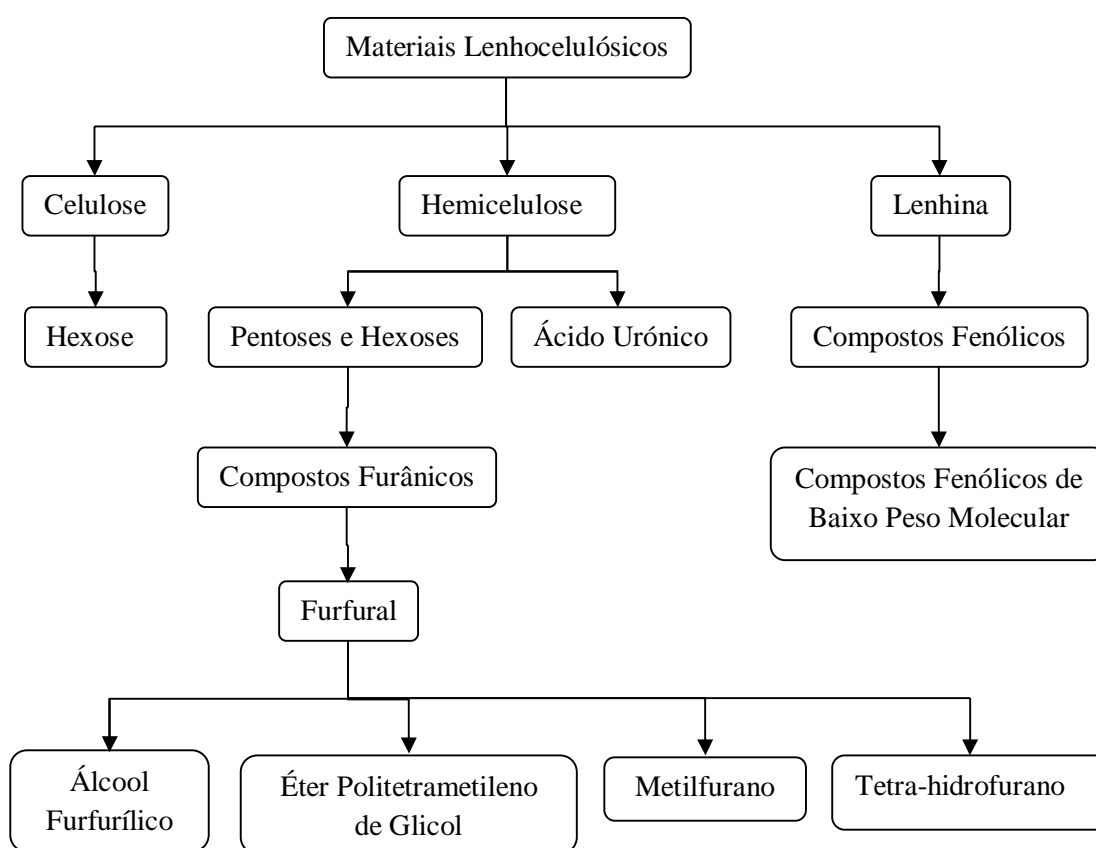 Materiais Lenhocelulósicos
Celulose
Hemicelulose
Lenhina
Hexose
Pentoses e Hexoses
Ácido Urónico
Compostos Fenólicos
Compostos Furânicos
Compostos Fenólicos de
Baixo Peso Molecular
Furfural
Álcool
Furfurílico
Éter Politetrametileno
de Glicol
Metilfurano
Tetra-hidrofurano